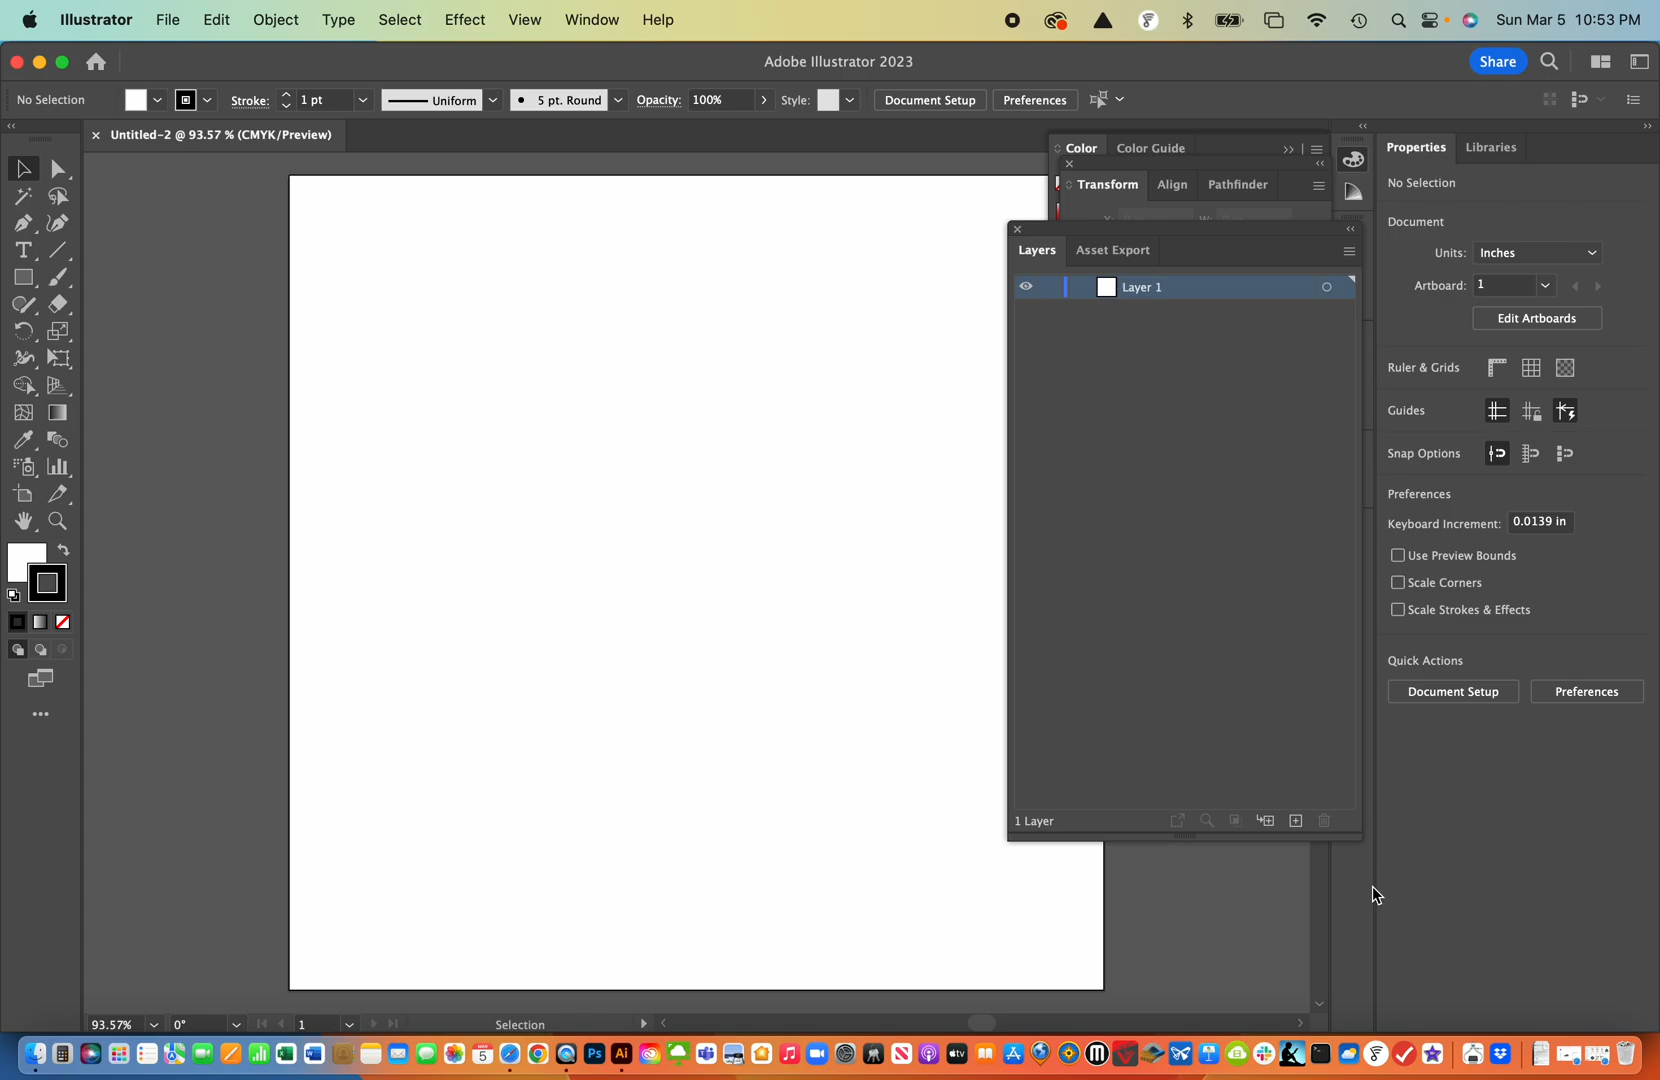 Illustrator File Edit Object Type Select Effect View Window Help Sun Mar 5 10:53 PM
Adobe Illustrator 2023 Share
No Selection Stroke: 1 pt Uniform 5 pt. Round Opacity: 100% Style: Document Setup Preferences
Untitled-2 @ 93.57 % (CMYK/Preview)
Color Color Guide
Transform Align Pathfinder
Layers Asset Export
Layer 1
1 Layer
Properties Libraries
No Selection
Document
Units: Inches
Artboard: 1
Edit Artboards
Ruler & Grids
Guides
Snap Options
Preferences
Keyboard Increment: 0.0139 in
Use Preview Bounds
Scale Corners
Scale Strokes & Effects
Quick Actions
Document Setup Preferences
93.57% 0° 1 Selection